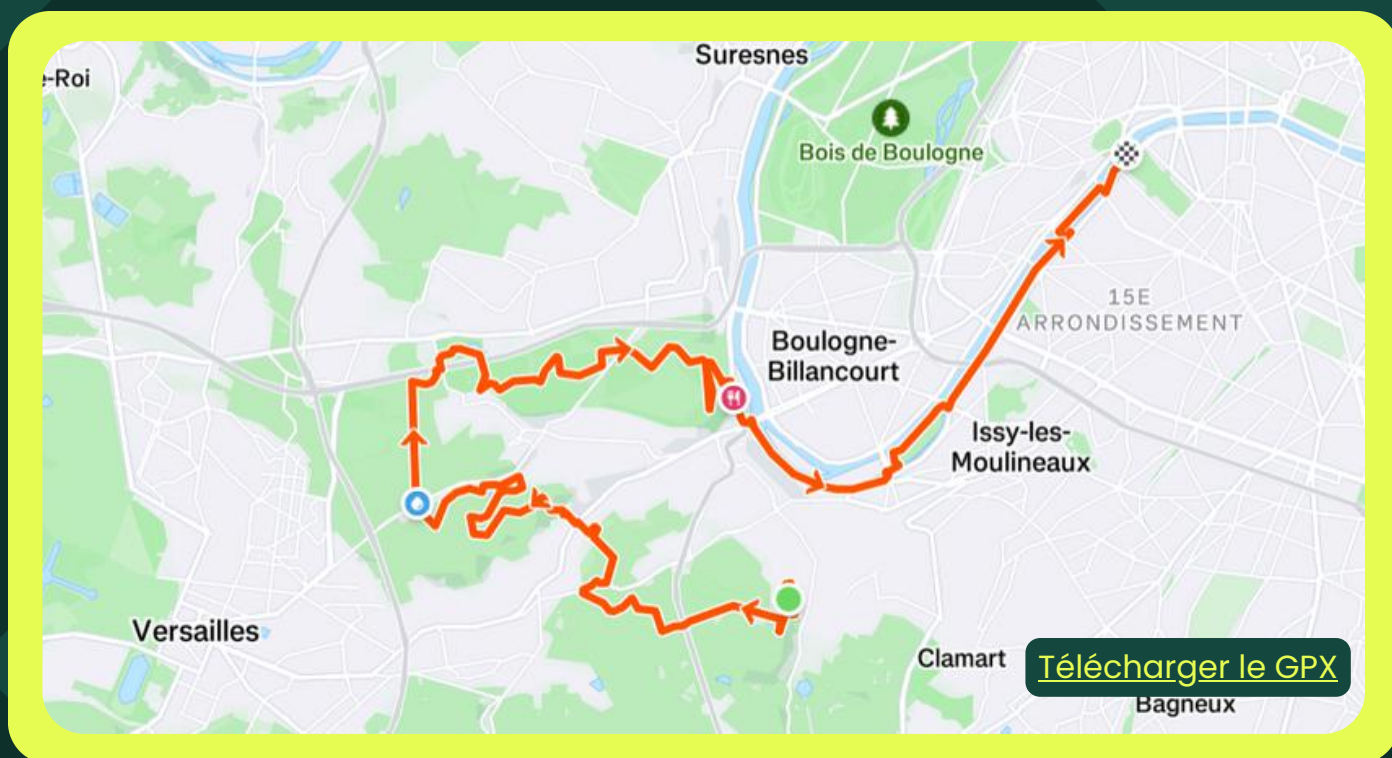 Suresnes
-Roi
Bois de Boulogne
15E
ARRONDISSEMENT
Boulogne-
Billancourt
Issy-les-
Moulineaux
Versailles
Clamart
Télécharger le GPX
Bagneux